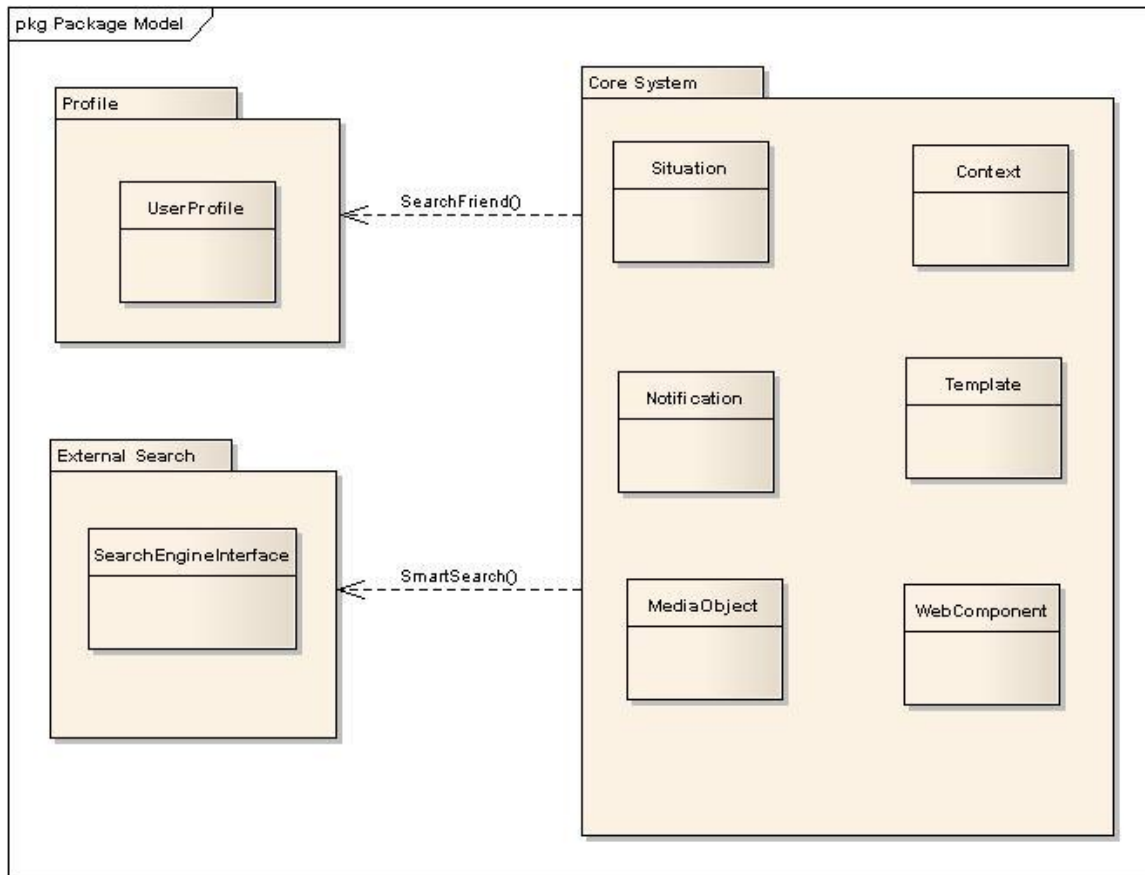 pkg Package Model
Profile
UserProfile
SearchFriend()
Core System
Situation
Context
Notification
Template
External Search
SearchEngineInterface
SmartSearch()
MediaObject
WebComponent